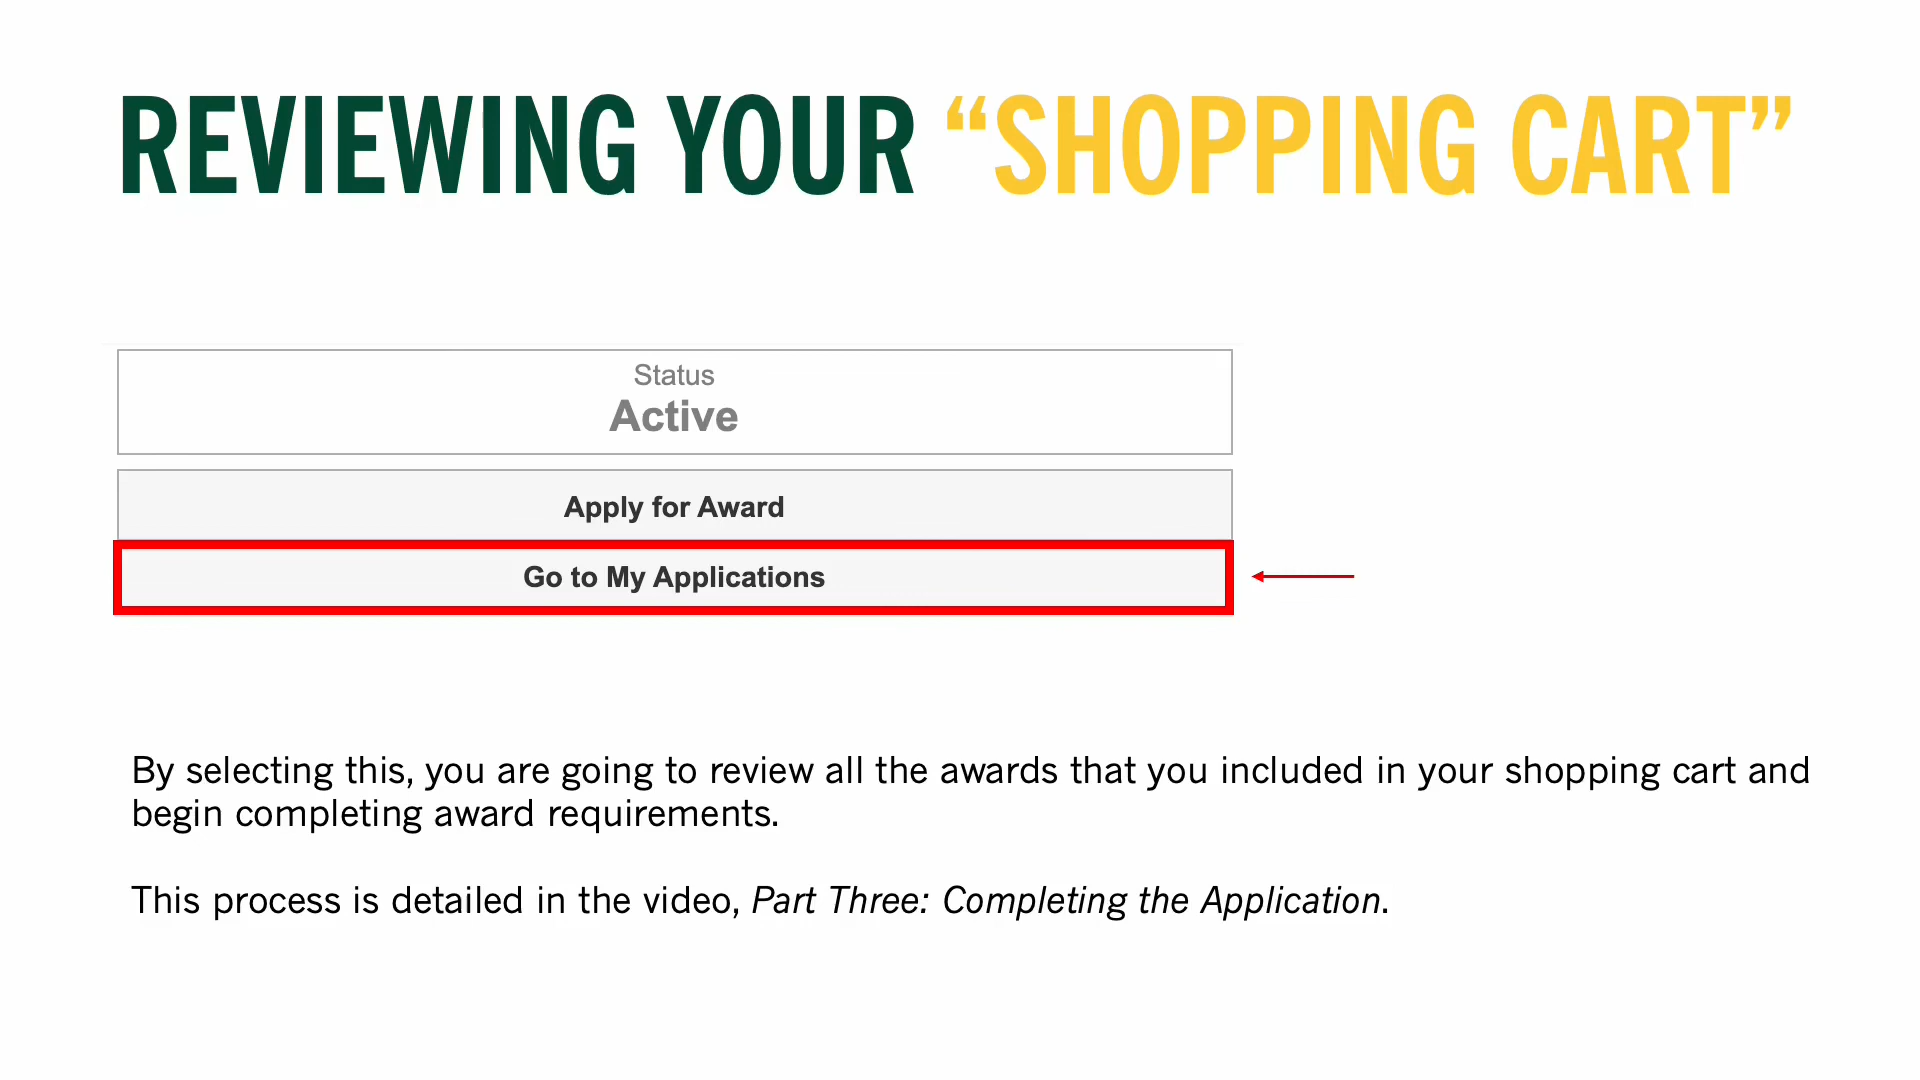 REVIEWING YOUR “SHOPPING CART”
Status
Active
Apply for Award
Go to My Applications
By selecting this, you are going to review all the awards that you included in your shopping cart and
begin completing award requirements.
This process is detailed in the video, Part Three: Completing the Application.